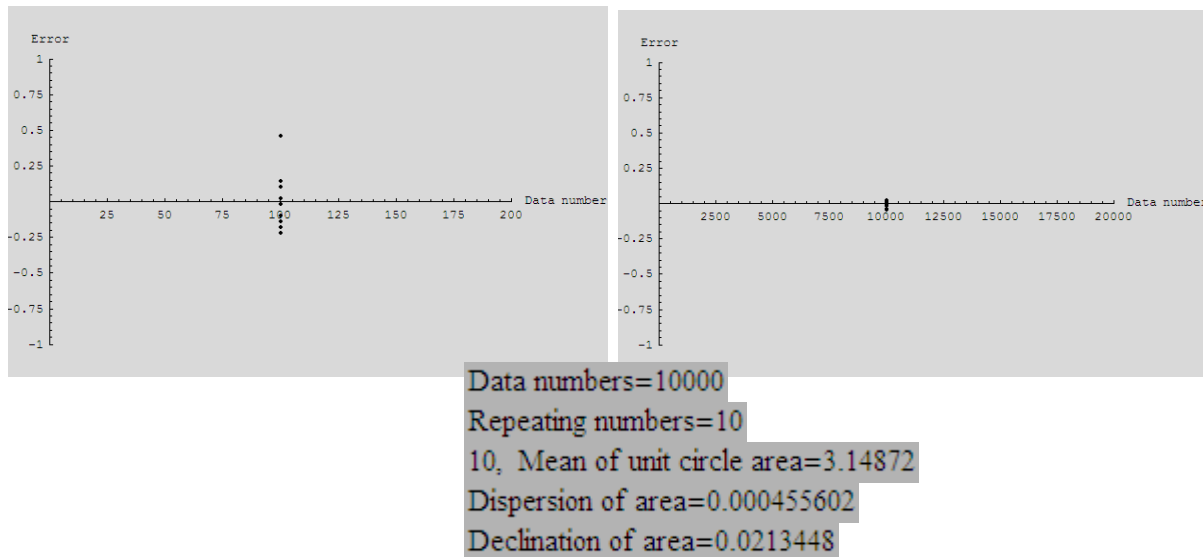 Error
1
0.75
0.5
0.25
Data number
25 50 75 100 125 150 175 200
-0.25
-0.5
-0.75
-1
Error
1
0.75
0.5
0.25
Data number
2500 5000 7500 10000 12500 15000 17500 20000
-0.25
-0.5
-0.75
-1
Data numbers=10000
Repeating numbers=10
10, Mean of unit circle area=3.14872
Dispersion of area=0.000455602
Declination of area=0.0213448